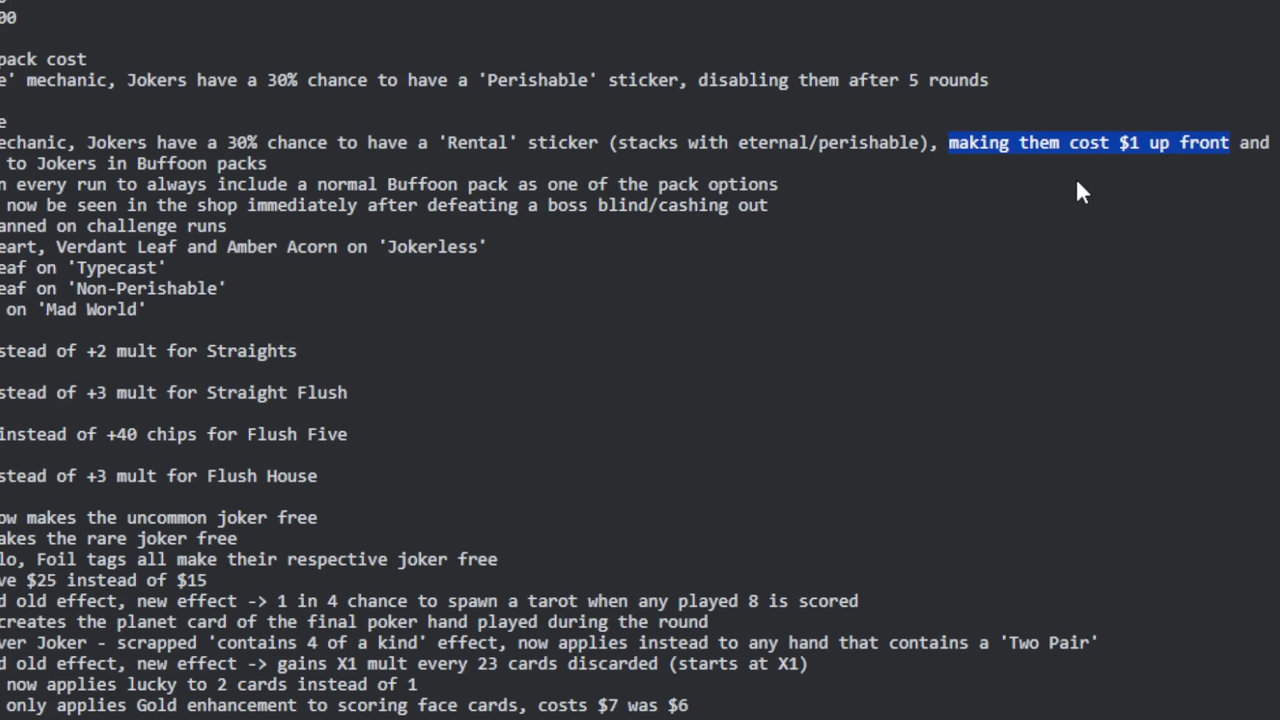 00
pack cost
e' mechanic, Jokers have a 30% chance to have a 'Perishable' sticker, disabling them after 5 rounds
e
echanic, Jokers have a 30% chance to have a 'Rental' sticker (stacks with eternal/perishable), making them cost $1 up front and
to Jokers in Buffoon packs
n every run to always include a normal Buffoon pack as one of the pack options
now be seen in the shop immediately after defeating a boss blind/cashing out
anned on challenge runs
eart, Verdant Leaf and Amber Acorn on 'Jokerless'
eaf on 'Typecast'
eaf on 'Non-Perishable'
on 'Mad World'
stead of +2 mult for Straights
stead of +3 mult for Straight Flush
instead of +40 chips for Flush Five
stead of +3 mult for Flush House
ow makes the uncommon joker free
akes the rare joker free
lo, Foil tags all make their respective joker free
ve $25 instead of $15
d old effect, new effect -> 1 in 4 chance to spawn a tarot when any played 8 is scored
creates the planet card of the final poker hand played during the round
ver Joker - scrapped 'contains 4 of a kind' effect, now applies instead to any hand that contains a 'Two Pair'
d old effect, new effect -> gains X1 mult every 23 cards discarded (starts at X1)
now applies lucky to 2 cards instead of 1
only applies Gold enhancement to scoring face cards, costs $7 was $6